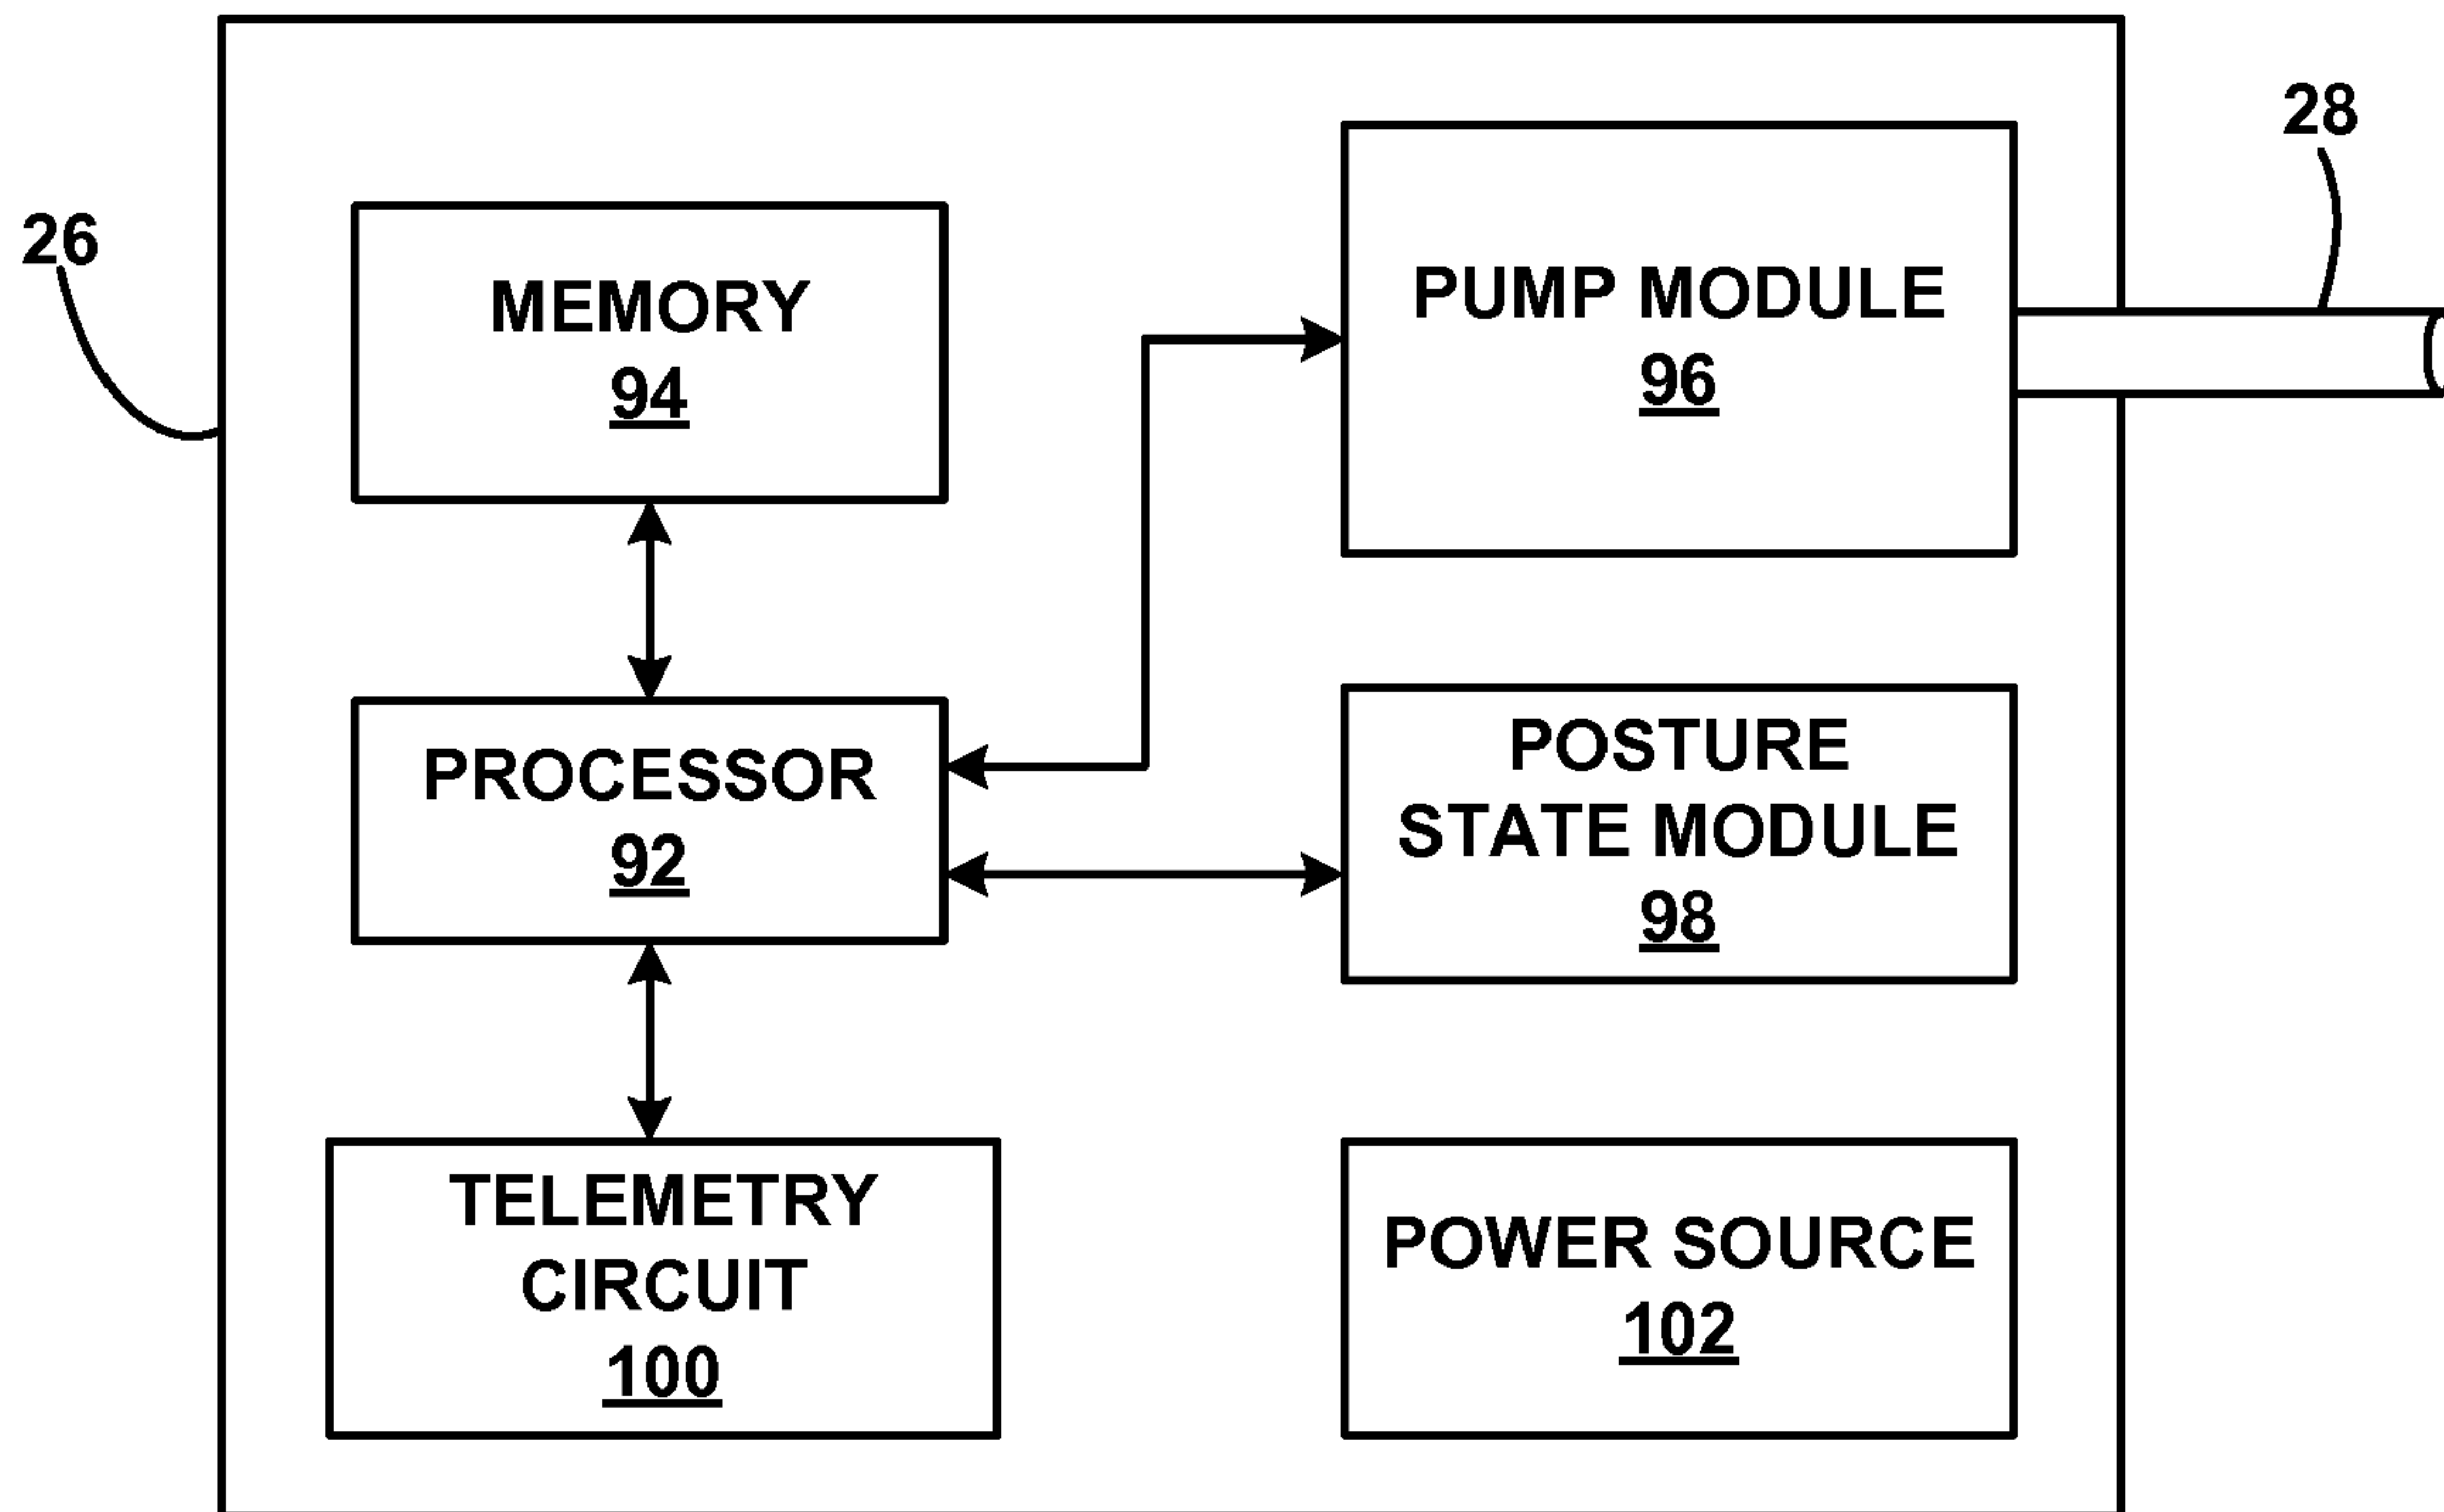 26
28
MEMORY
94
PUMP MODULE
96
PROCESSOR
92
POSTURE
STATE MODULE
98
TELEMETRY
CIRCUIT
100
POWER SOURCE
102